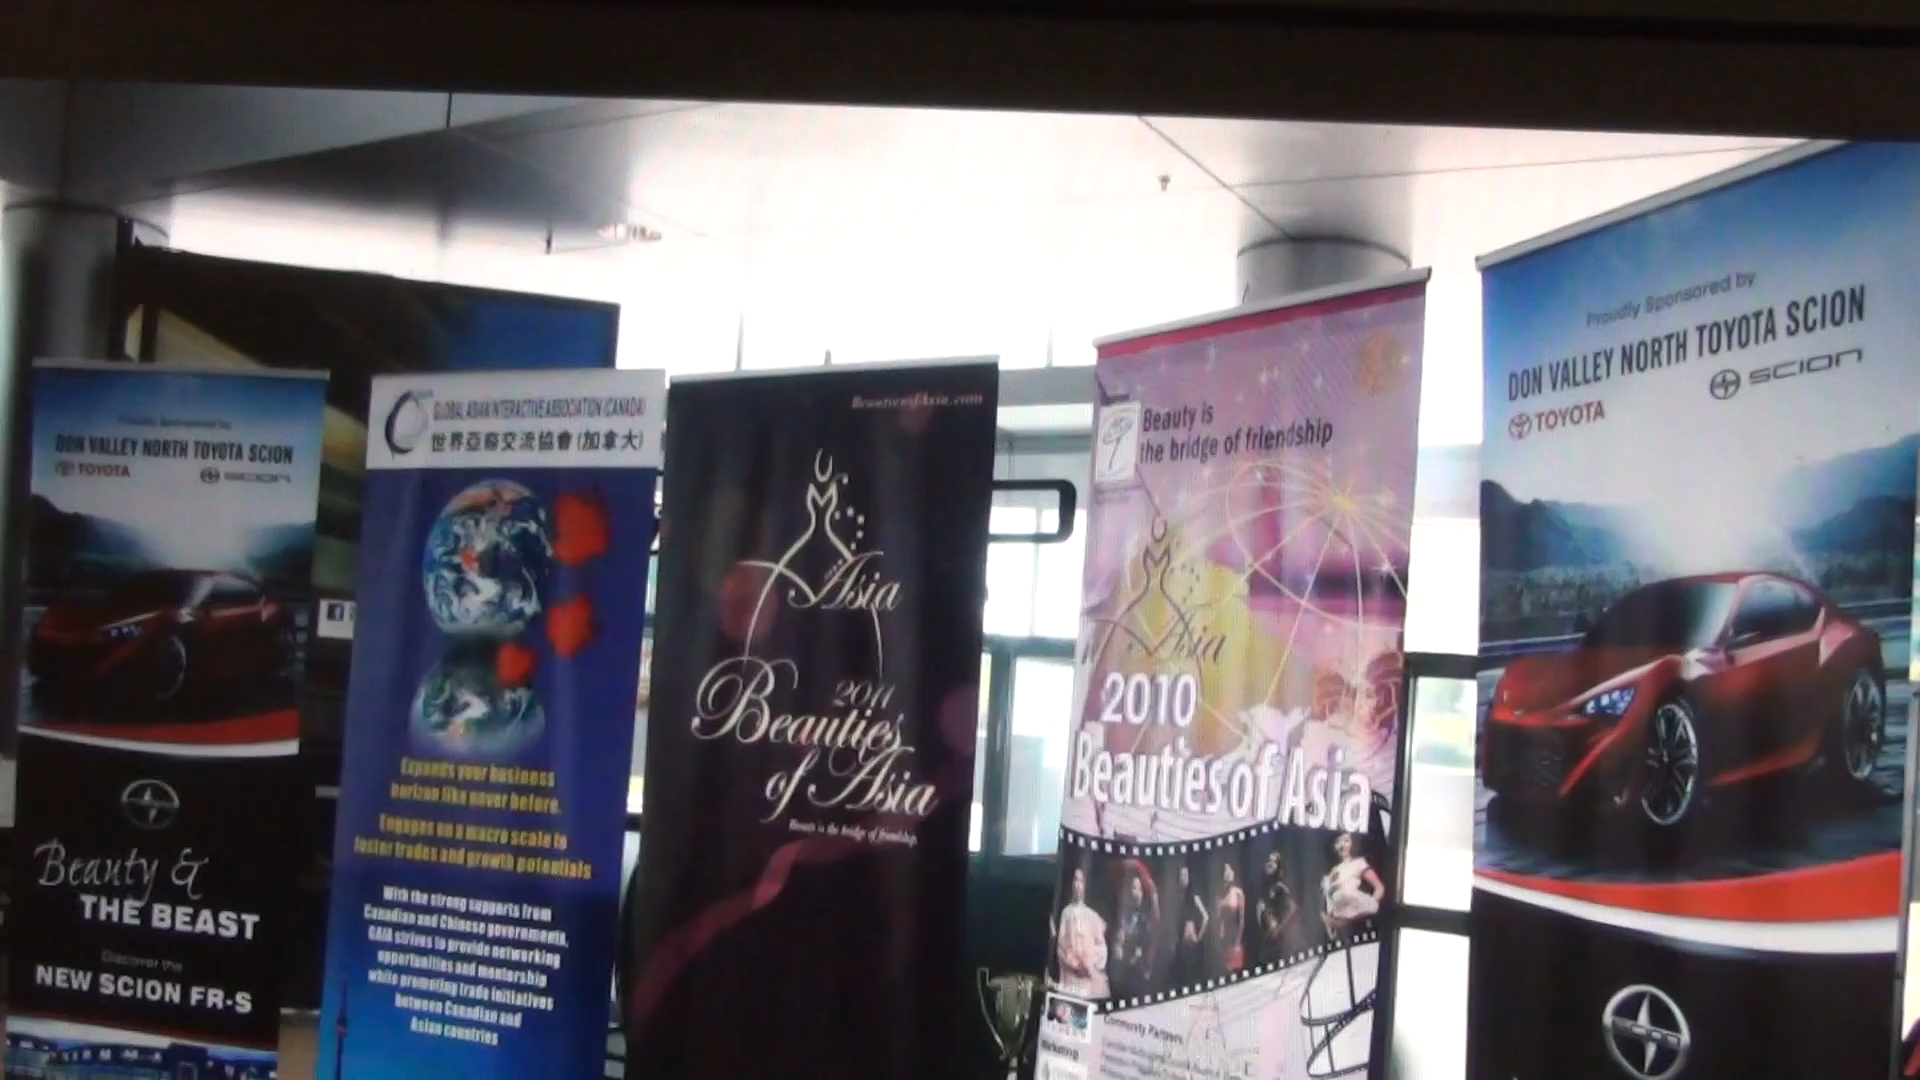 Proudly Sponsored by
DON VALLEY NORTH TOYOTA SCION
TOYOTA
SCION
Beauty &
THE BEAST
Discover the
NEW SCION FR-S
GLOBAL ASIAN INTERACTIVE ASSOCIATION (CANADA)
世界亞裔交流協會 (加拿大)
Expands your business
horizon like never before.
Engages on a macro scale to
foster trades and growth potentials
With the strong supports from
Canadian and Chinese governments,
GAIA strives to provide networking
opportunities and mentorship
while promoting trade initiatives
between Canadian and
Asian countries
BeautiesofAsia.com
Asia
2011
Beauties
of Asia
Beauty is the bridge of friendship
Beauty is
the bridge of friendship
Asia
2010
Beauties of Asia
Community Partners
Marketing
Proudly Sponsored by
DON VALLEY NORTH TOYOTA SCION
TOYOTA
SCION
SCION